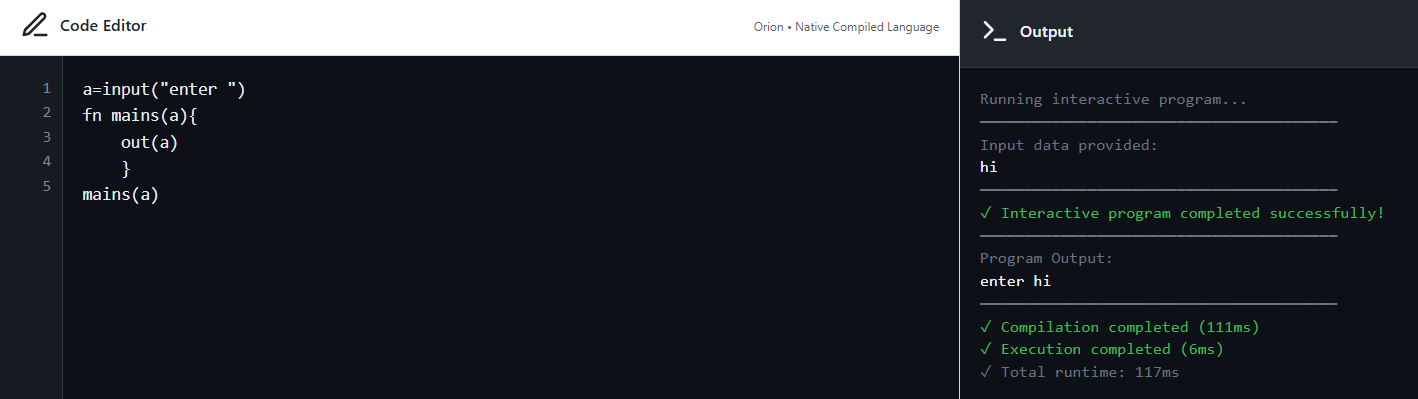 Code Editor
Orion • Native Compiled Language
1 a=input("enter ")
2 fn mains(a){
3     out(a)
4     }
5 mains(a)
Output
Running interactive program...
Input data provided:
hi
✓ Interactive program completed successfully!
Program Output:
enter hi
✓ Compilation completed (111ms)
✓ Execution completed (6ms)
✓ Total runtime: 117ms